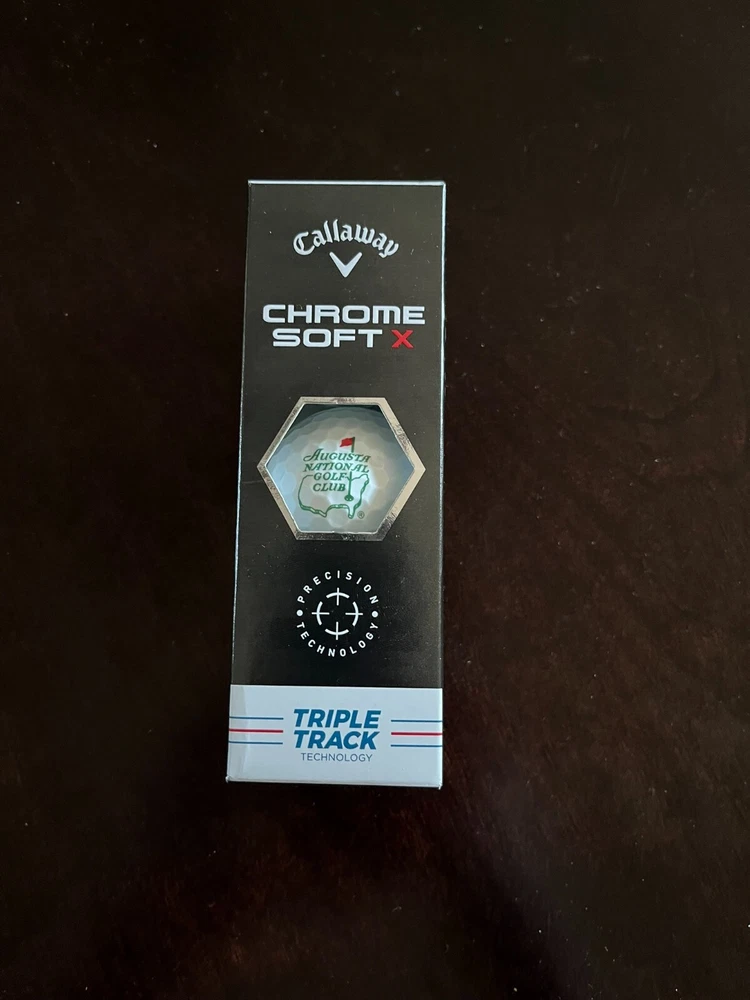 Callaway
CHROME
SOFT X
AUGUSTA
NATIONAL
GOLF
CLUB
®
PRECISION
TECHNOLOGY
TRIPLE
TRACK
TECHNOLOGY